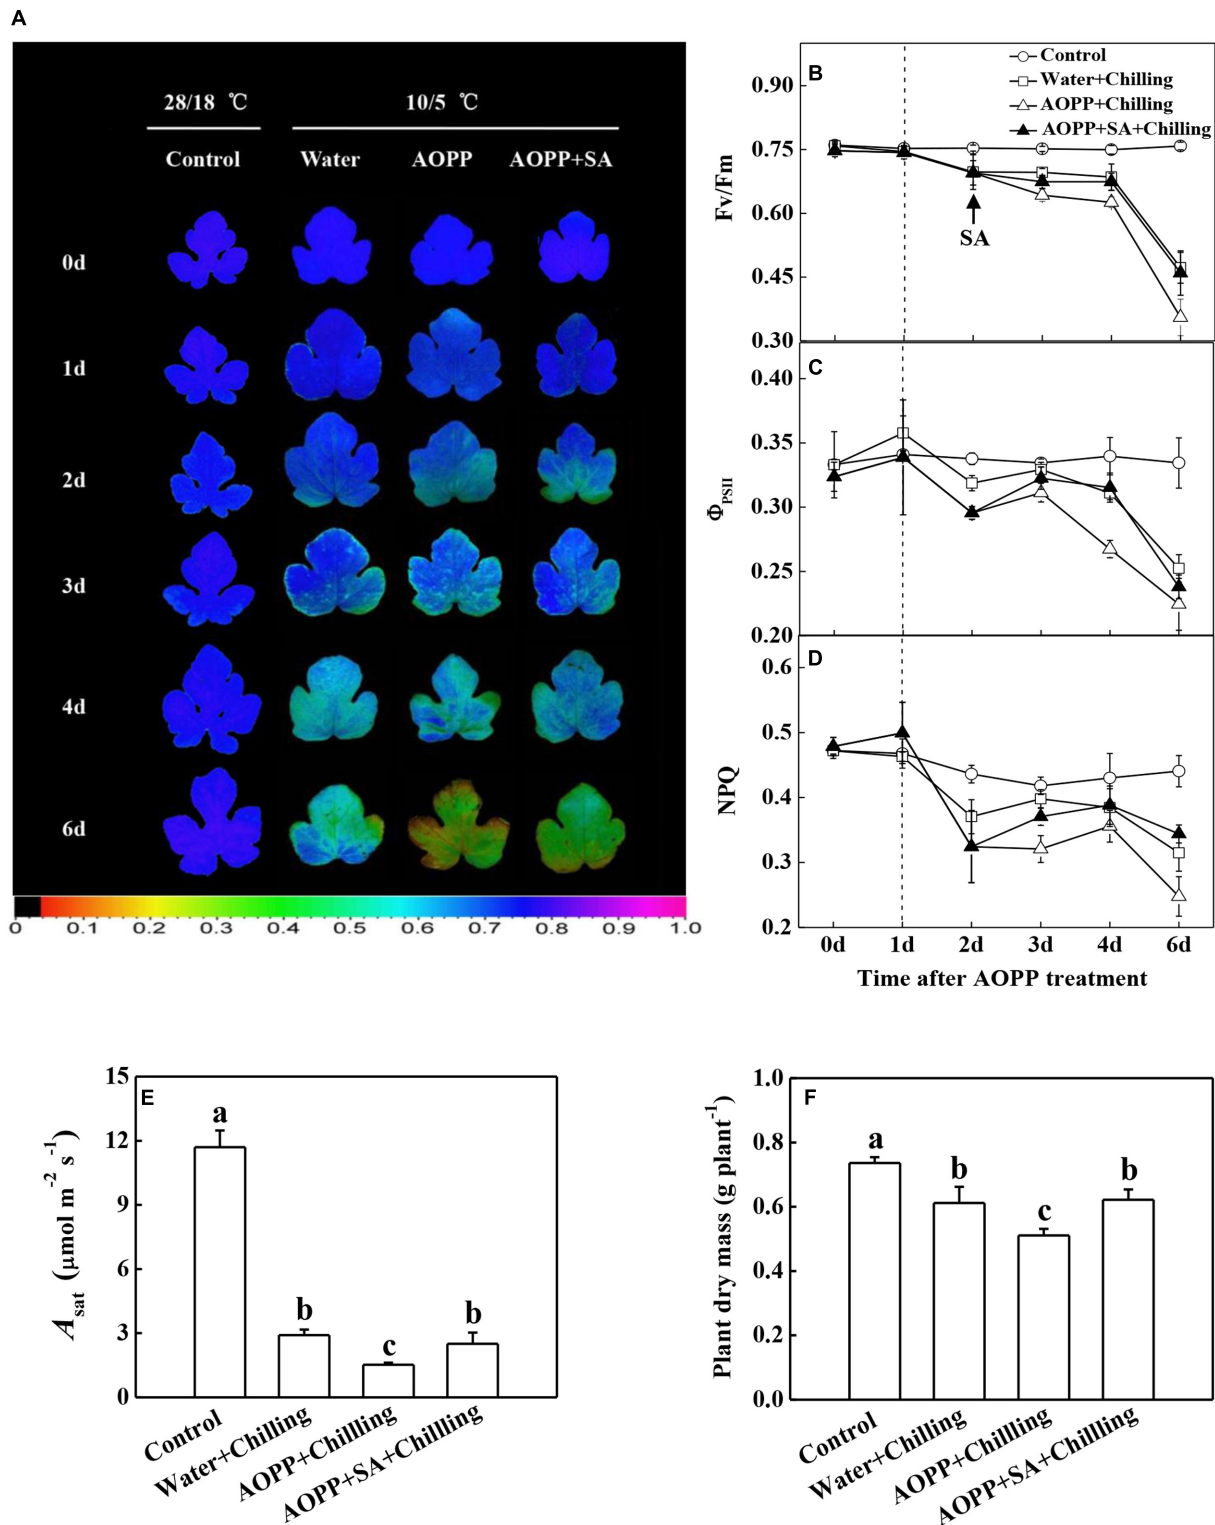 A
28/18 ℃
10/5 ℃
Control
Water
AOPP
AOPP+SA
0d
1d
2d
3d
4d
6d
0 0.1 0.2 0.3 0.4 0.5 0.6 0.7 0.8 0.9 1.0
B
Control
Water+Chilling
AOPP+Chilling
AOPP+SA+Chilling
SA
Fv/Fm
0.90
0.75
0.60
0.45
0.30
C
ΦPSII
0.40
0.35
0.30
0.25
0.20
D
NPQ
0.6
0.5
0.4
0.3
0.2
0d 1d 2d 3d 4d 6d
Time after AOPP treatment
E
Asat (μmol m-2 s-1)
15
12
9
6
3
0
a
b
c
b
Control
Water+Chilling
AOPP+Chillling
AOPP+SA+Chillling
F
Plant dry mass (g plant-1)
1.0
0.8
0.6
0.4
0.2
0.0
a
b
c
b
Control
Water+Chilling
AOPP+Chillling
AOPP+SA+Chillling